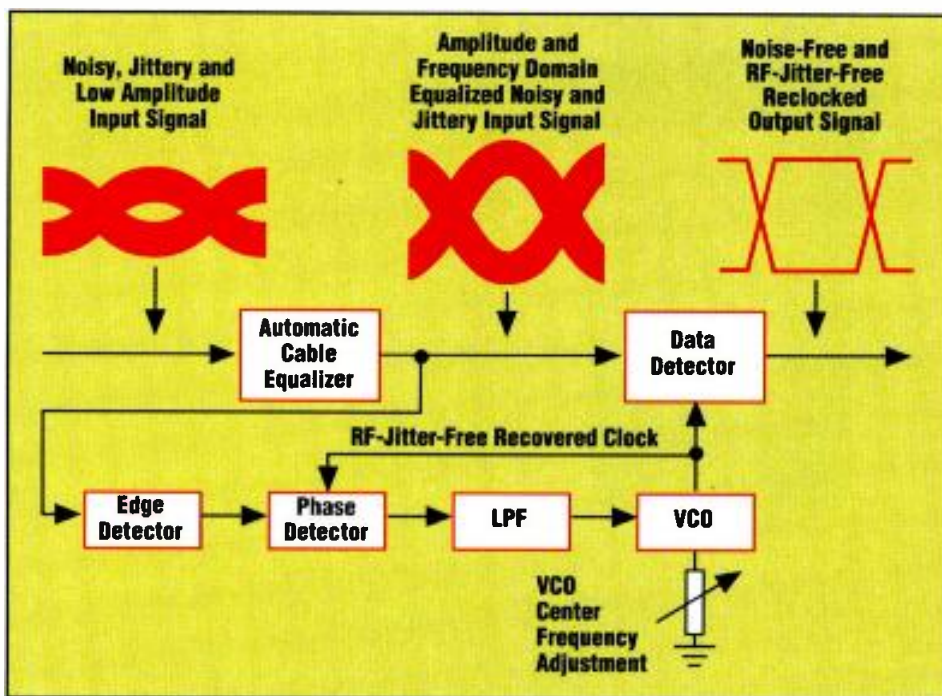 Noisy, Jittery and
Low Amplitude
Input Signal
Amplitude and
Frequency Domain
Equalized Noisy and
Jittery Input Signal
Noise-Free and
RF-Jitter-Free
Reclocked
Output Signal
Automatic
Cable
Equalizer
Data
Detector
RF-Jitter-Free Recovered Clock
Edge
Detector
Phase
Detector
LPF
VCO
VCO
Center
Frequency
Adjustment